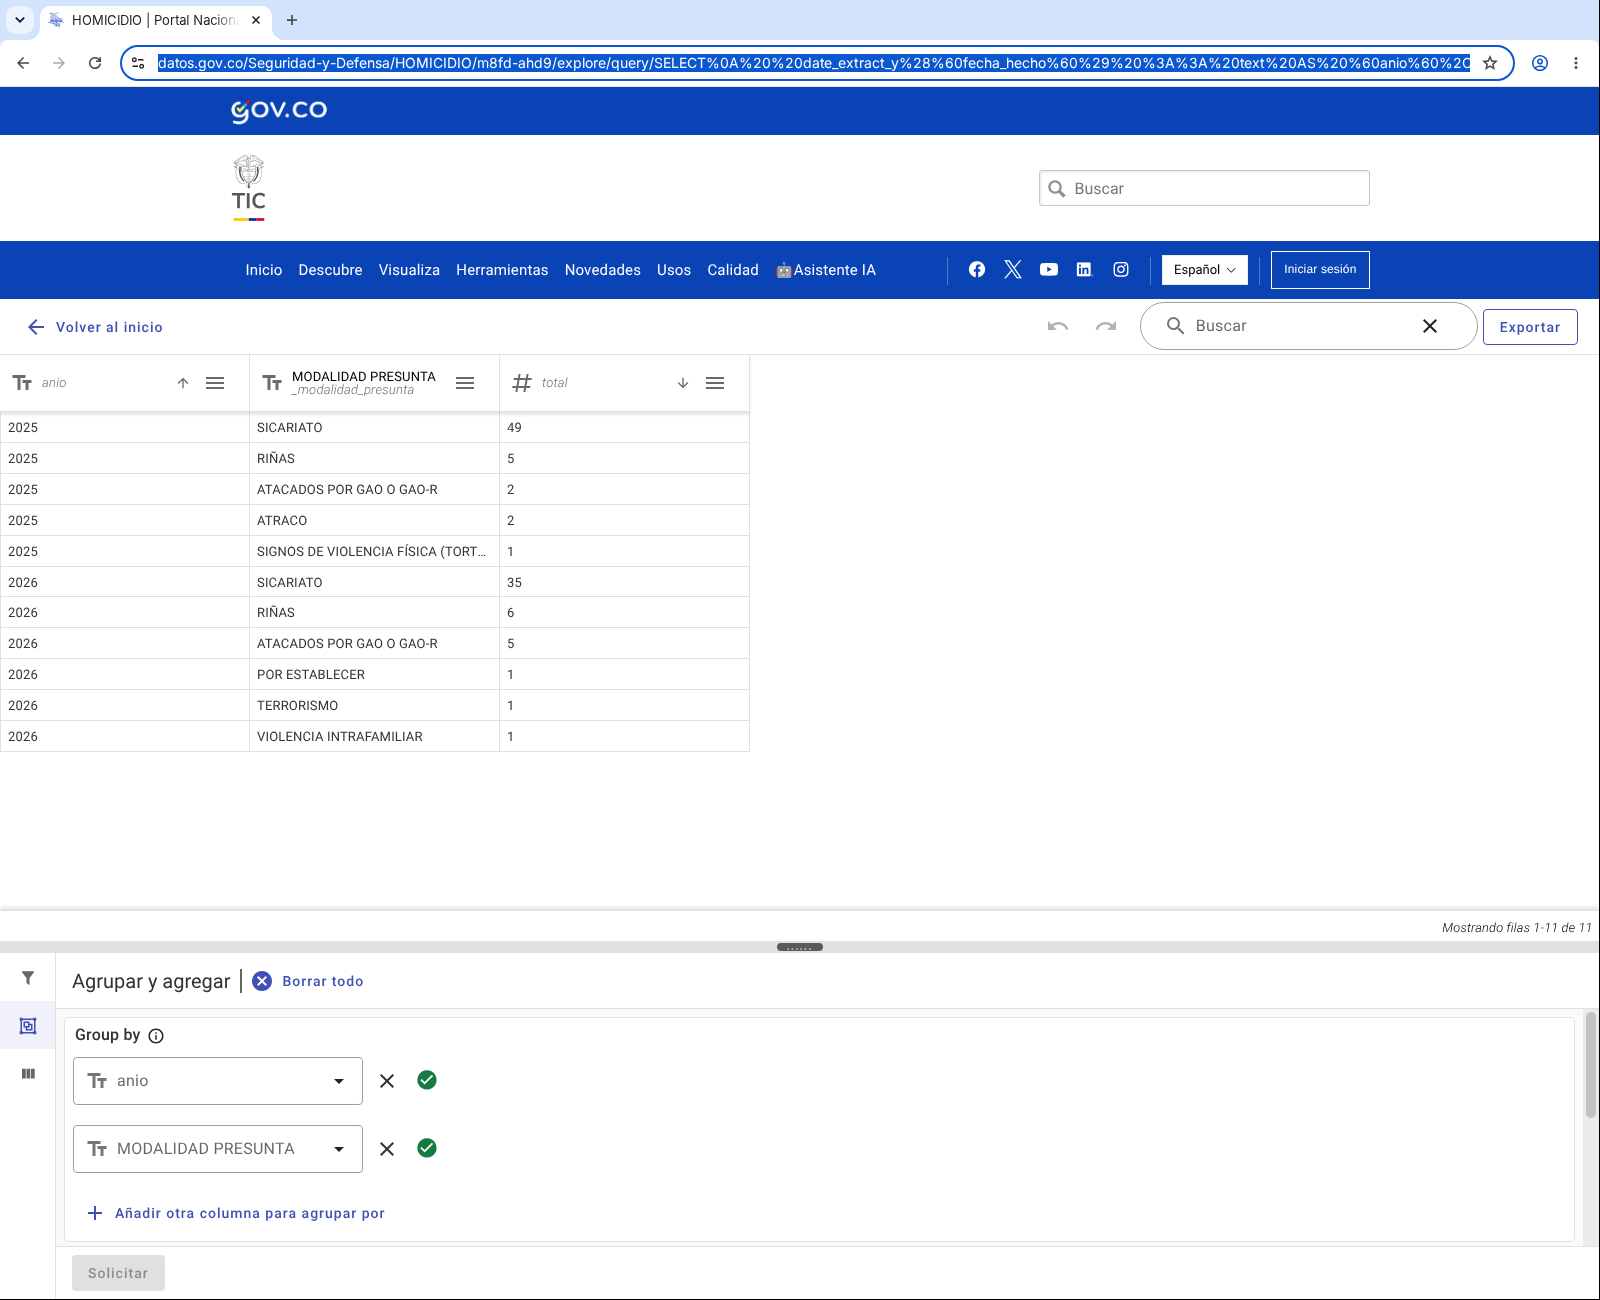 HOMICIDIO | Portal Nacion
datos.gov.co/Seguridad-y-Defensa/HOMICIDIO/m8fd-ahd9/explore/query/SELECT%0A%20%20date_extract_y%28%60fecha_hecho%60%29%20%3A%3A%20text%20AS%20%60anio%60%2C
GOV.CO
TIC
Buscar
Inicio Descubre Visualiza Herramientas Novedades Usos Calidad 🤖Asistente IA
Español
Iniciar sesión
Volver al inicio
Buscar
Exportar
anio MODALIDAD PRESUNTA total
_modalidad_presunta
2025 SICARIATO 49
2025 RIÑAS 5
2025 ATACADOS POR GAO O GAO-R 2
2025 ATRACO 2
2025 SIGNOS DE VIOLENCIA FÍSICA (TORT... 1
2026 SICARIATO 35
2026 RIÑAS 6
2026 ATACADOS POR GAO O GAO-R 5
2026 POR ESTABLECER 1
2026 TERRORISMO 1
2026 VIOLENCIA INTRAFAMILIAR 1
Mostrando filas 1-11 de 11
Agrupar y agregar
Borrar todo
Group by
anio
MODALIDAD PRESUNTA
Añadir otra columna para agrupar por
Solicitar